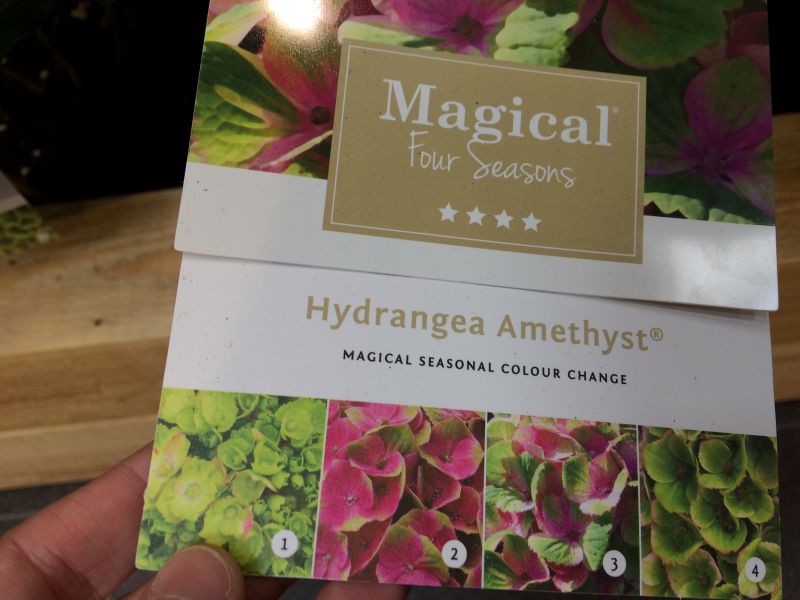 Magical®
Four Seasons
Hydrangea Amethyst®
MAGICAL SEASONAL COLOUR CHANGE
1 2 3 4